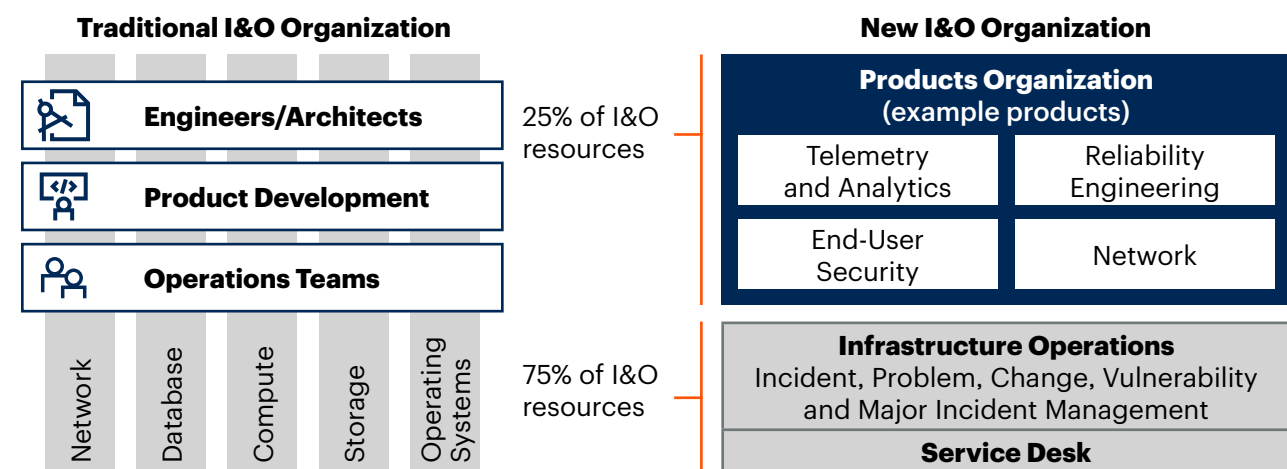 Traditional I&O Organization
Engineers/Architects
</>
Product Development
Operations Teams
Network
Database
Compute
Storage
Operating
Systems
25% of I&O
resources
75% of I&O
resources
New I&O Organization
Products Organization
(example products)
Telemetry
and Analytics
Reliability
Engineering
End-User
Security
Network
Infrastructure Operations
Incident, Problem, Change, Vulnerability
and Major Incident Management
Service Desk